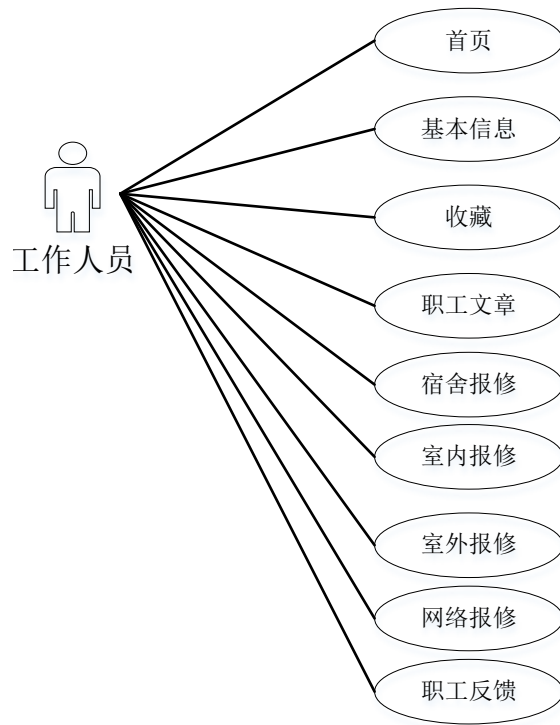 首页
基本信息
收藏
工作人员
职工文章
宿舍报修
室内报修
室外报修
网络报修
职工反馈